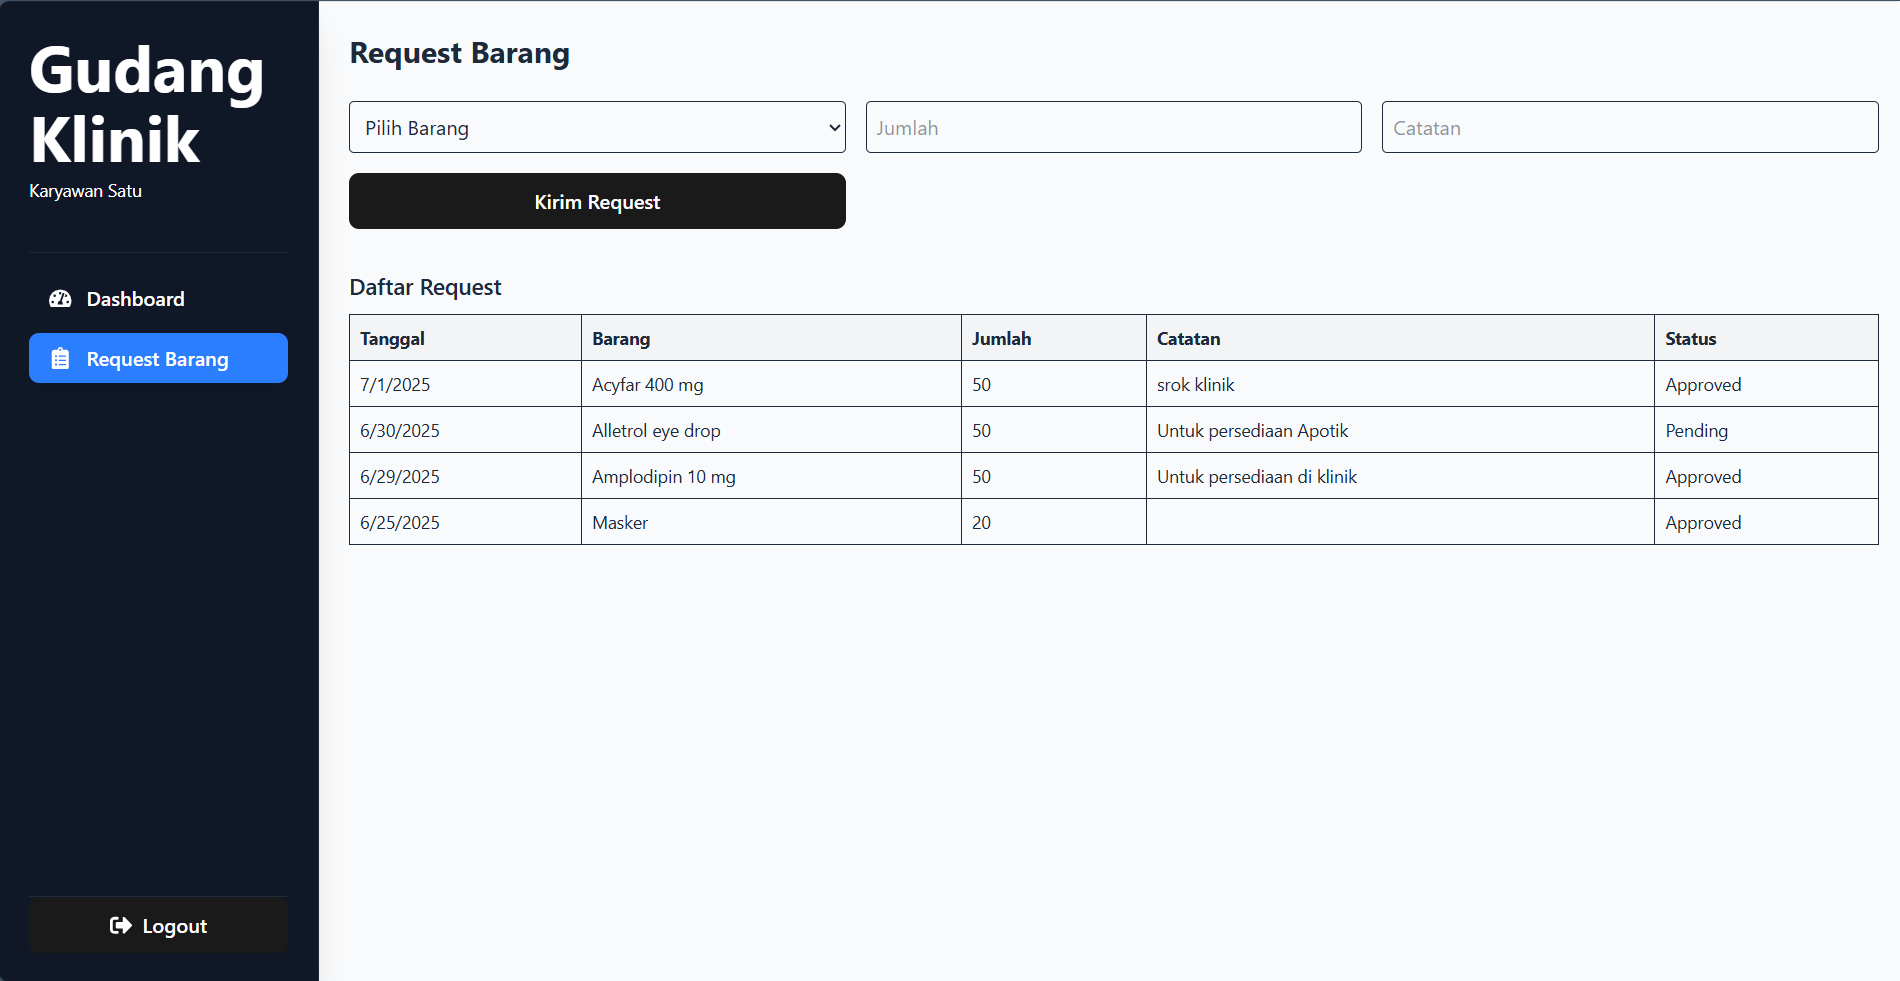 Gudang
Klinik
Karyawan Satu
Dashboard
Request Barang
Logout
Request Barang
Pilih Barang Jumlah Catatan
Kirim Request
Daftar Request
Tanggal Barang Jumlah Catatan Status
7/1/2025 Acyfar 400 mg 50 srok klinik Approved
6/30/2025 Alletrol eye drop 50 Untuk persediaan Apotik Pending
6/29/2025 Amplodipin 10 mg 50 Untuk persediaan di klinik Approved
6/25/2025 Masker 20 Approved